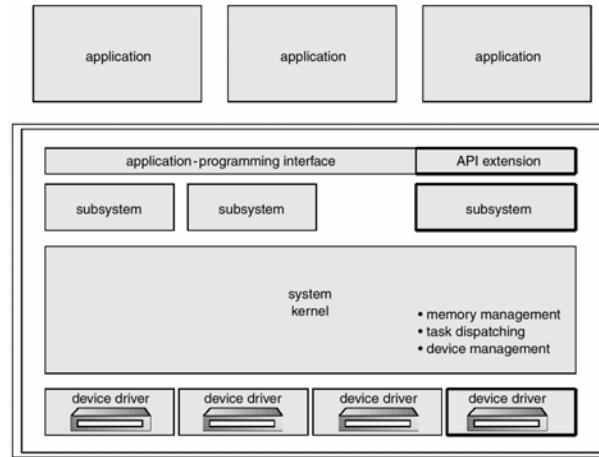 application
application
application
application-programming interface
API extension
subsystem
subsystem
subsystem
system
kernel
• memory management
• task dispatching
• device management
device driver
device driver
device driver
device driver